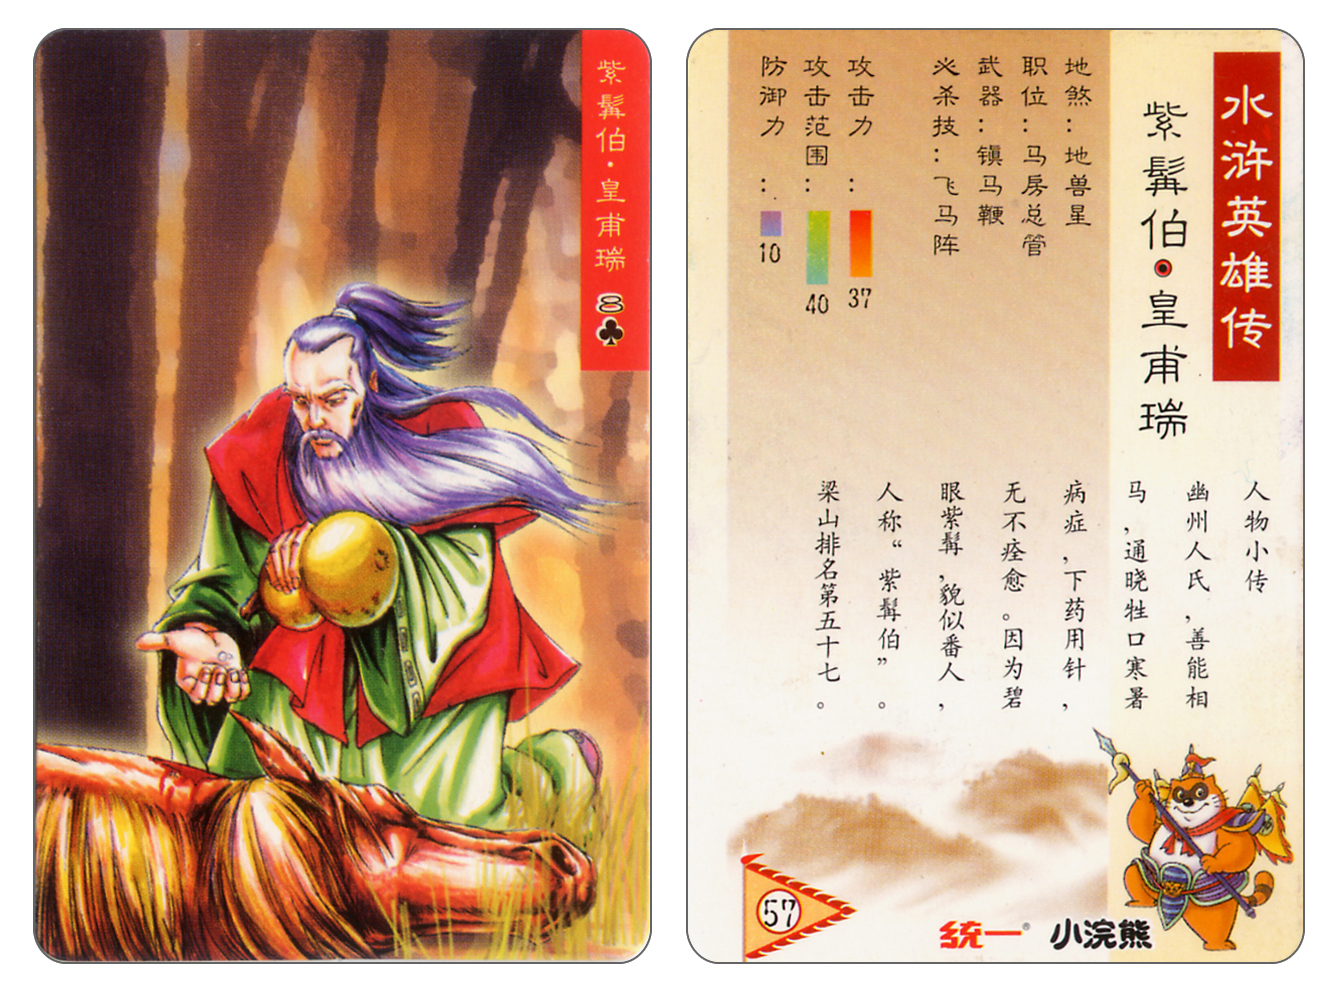 紫髯伯·皇甫瑞
8
水浒英雄传
紫髯伯·皇甫瑞
地煞：地兽星
职位：马房总管
武器：镇马鞭
必杀技：飞马阵
攻击力：37
攻击范围：40
防御力：10
人物小传
幽州人氏，善能相
马，通晓牲口寒暑
病症，下药用针，
无不痊愈。因为碧
眼紫髯，貌似番人，
人称“紫髯伯”。
梁山排名第五十七。
57
统一® 小浣熊